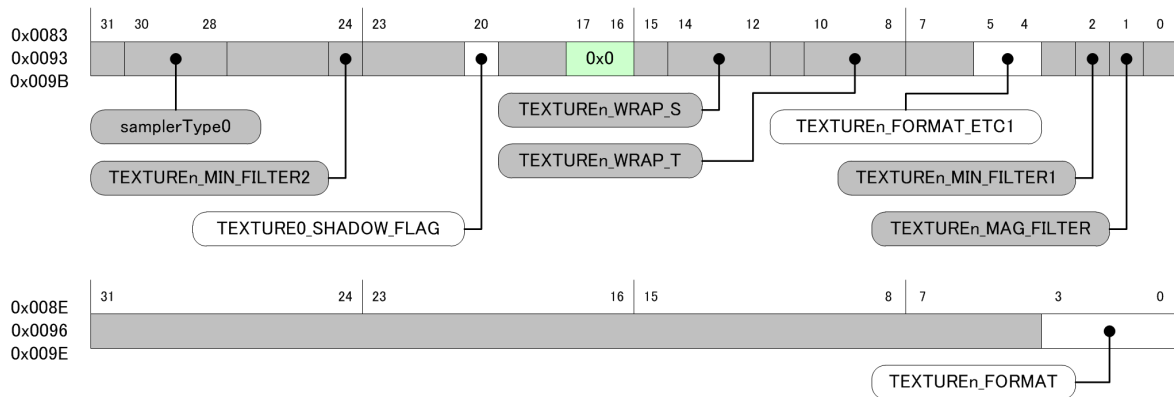 31 30 28 24 23 20 17 16 15 14 12 10 8 7 5 4 2 1 0
0x0083
0x0093 0x0
0x009B
TEXTUREn_WRAP_S
samplerType0 TEXTUREn_FORMAT_ETC1
TEXTUREn_WRAP_T
TEXTUREn_MIN_FILTER2 TEXTUREn_MIN_FILTER1
TEXTURE0_SHADOW_FLAG TEXTUREn_MAG_FILTER
31 24 23 16 15 8 7 3 0
0x008E
0x0096
0x009E
TEXTUREn_FORMAT